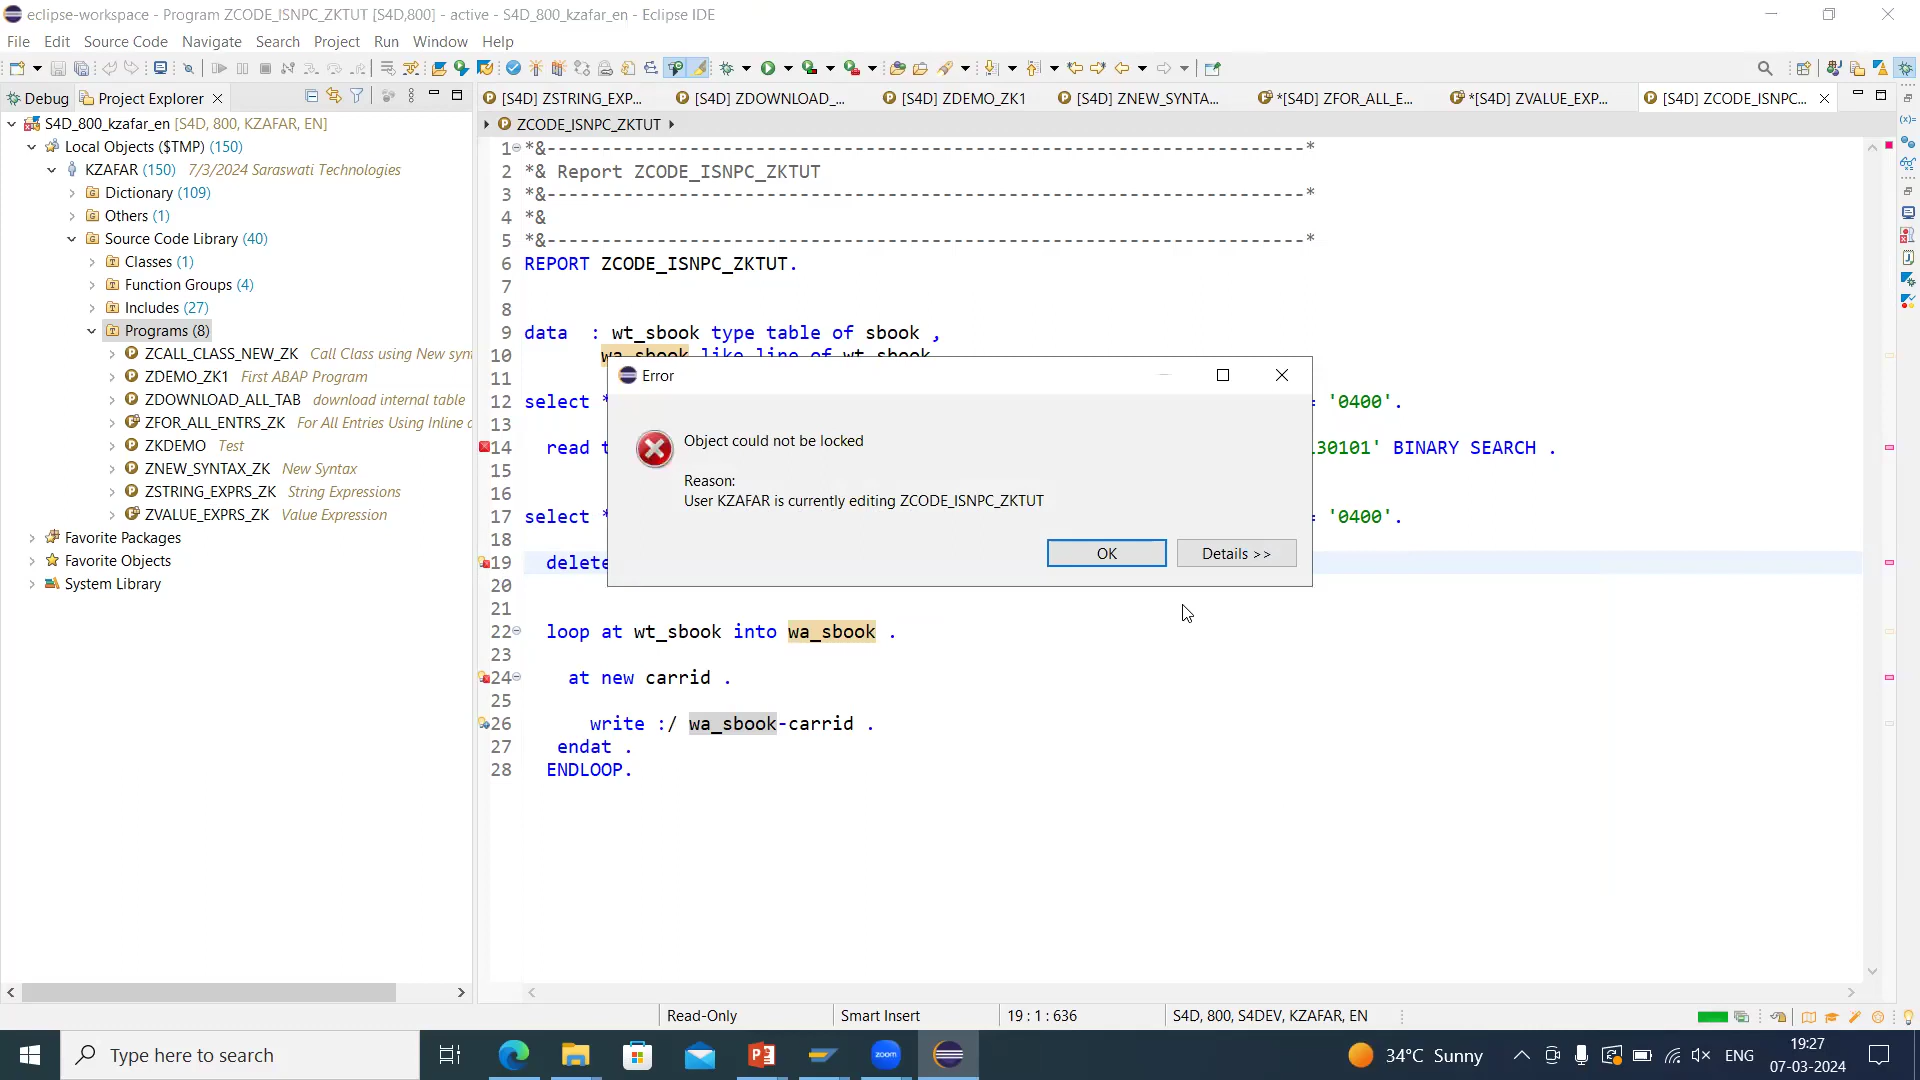 eclipse-workspace - Program ZCODE_ISNPC_ZKTUT [S4D,800] - active - S4D_800_kzafar_en - Eclipse IDE
File Edit Source Code Navigate Search Project Run Window Help
Debug Project Explorer
[S4D] ZSTRING_EXP... [S4D] ZDOWNLOAD_... [S4D] ZDEMO_ZK1 [S4D] ZNEW_SYNTA... *[S4D] ZFOR_ALL_E... *[S4D] ZVALUE_EXP... [S4D] ZCODE_ISNPC...
S4D_800_kzafar_en [S4D, 800, KZAFAR, EN]
Local Objects ($TMP) (150)
KZAFAR (150) 7/3/2024 Saraswati Technologies
Dictionary (109)
Others (1)
Source Code Library (40)
Classes (1)
Function Groups (4)
Includes (27)
Programs (8)
ZCALL_CLASS_NEW_ZK Call Class using New syn
ZDEMO_ZK1 First ABAP Program
ZDOWNLOAD_ALL_TAB download internal table
ZFOR_ALL_ENTRS_ZK For All Entries Using Inline d
ZKDEMO Test
ZNEW_SYNTAX_ZK New Syntax
ZSTRING_EXPRS_ZK String Expressions
ZVALUE_EXPRS_ZK Value Expression
Favorite Packages
Favorite Objects
System Library
ZCODE_ISNPC_ZKTUT
1 *&---------------------------------------------------------------------*
2 *& Report ZCODE_ISNPC_ZKTUT
3 *&---------------------------------------------------------------------*
4 *&
5 *&---------------------------------------------------------------------*
6 REPORT ZCODE_ISNPC_ZKTUT.
7
8
9 data : wt_sbook type table of sbook ,
10 wa_sbook like line of wt_sbook
11
12 select * '0400'.
13
14 read t 30101' BINARY SEARCH .
15
16
17 select * '0400'.
18
19 delete
20
21
22 loop at wt_sbook into wa_sbook .
23
24 at new carrid .
25
26 write :/ wa_sbook-carrid .
27 endat .
28 ENDLOOP.
Error
Object could not be locked
Reason:
User KZAFAR is currently editing ZCODE_ISNPC_ZKTUT
OK Details >>
Read-Only Smart Insert 19 : 1 : 636 S4D, 800, S4DEV, KZAFAR, EN
Type here to search
zoom
34°C Sunny
ENG
19:27
07-03-2024